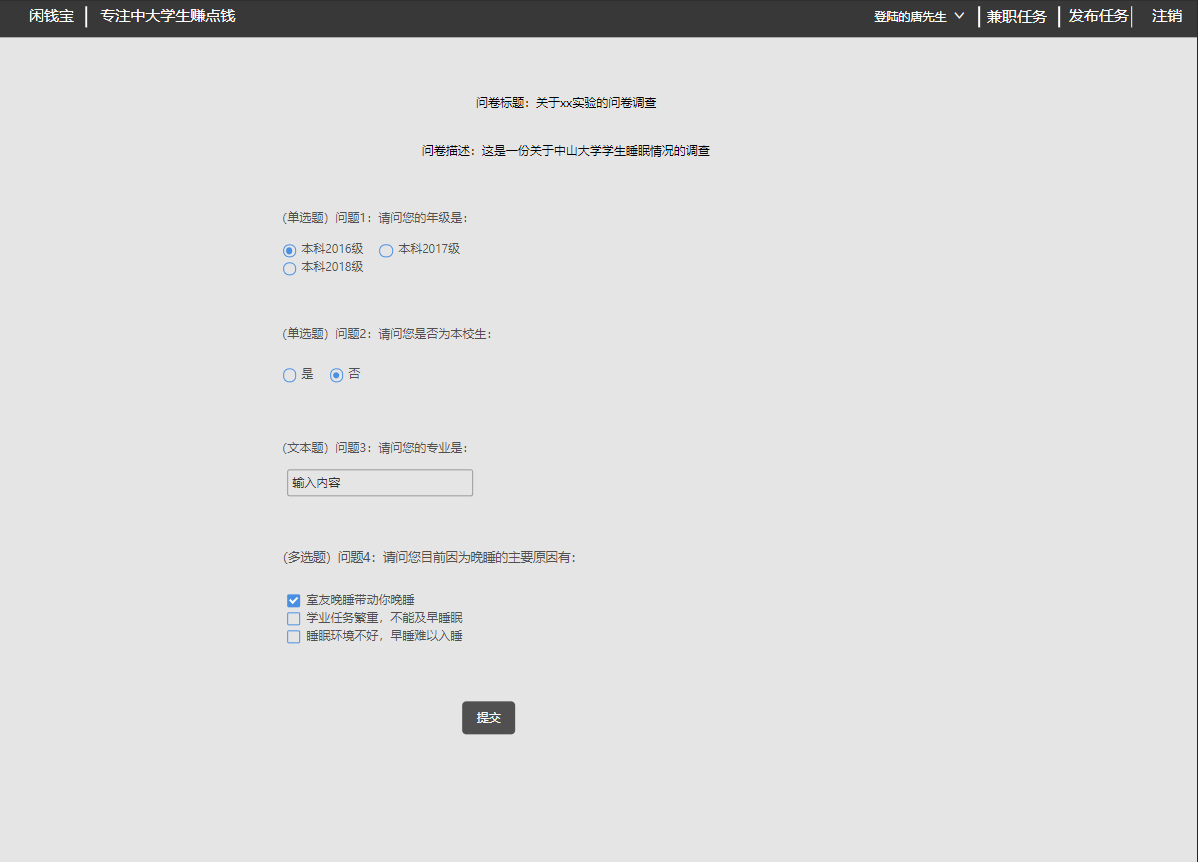 闲钱宝 专注中大学生赚点钱 登陆的唐先生 兼职任务 发布任务 注销
问卷标题：关于xx实验的问卷调查
问卷描述：这是一份关于中山大学学生睡眠情况的调查
(单选题) 问题1：请问您的年级是：
本科2016级 本科2017级
本科2018级
(单选题) 问题2：请问您是否为本校生：
是 否
(文本题) 问题3：请问您的专业是：
输入内容
(多选题) 问题4：请问您目前因为晚睡的主要原因有：
室友晚睡带动你晚睡
学业任务繁重，不能及早睡眠
睡眠环境不好，早睡难以入睡
提交